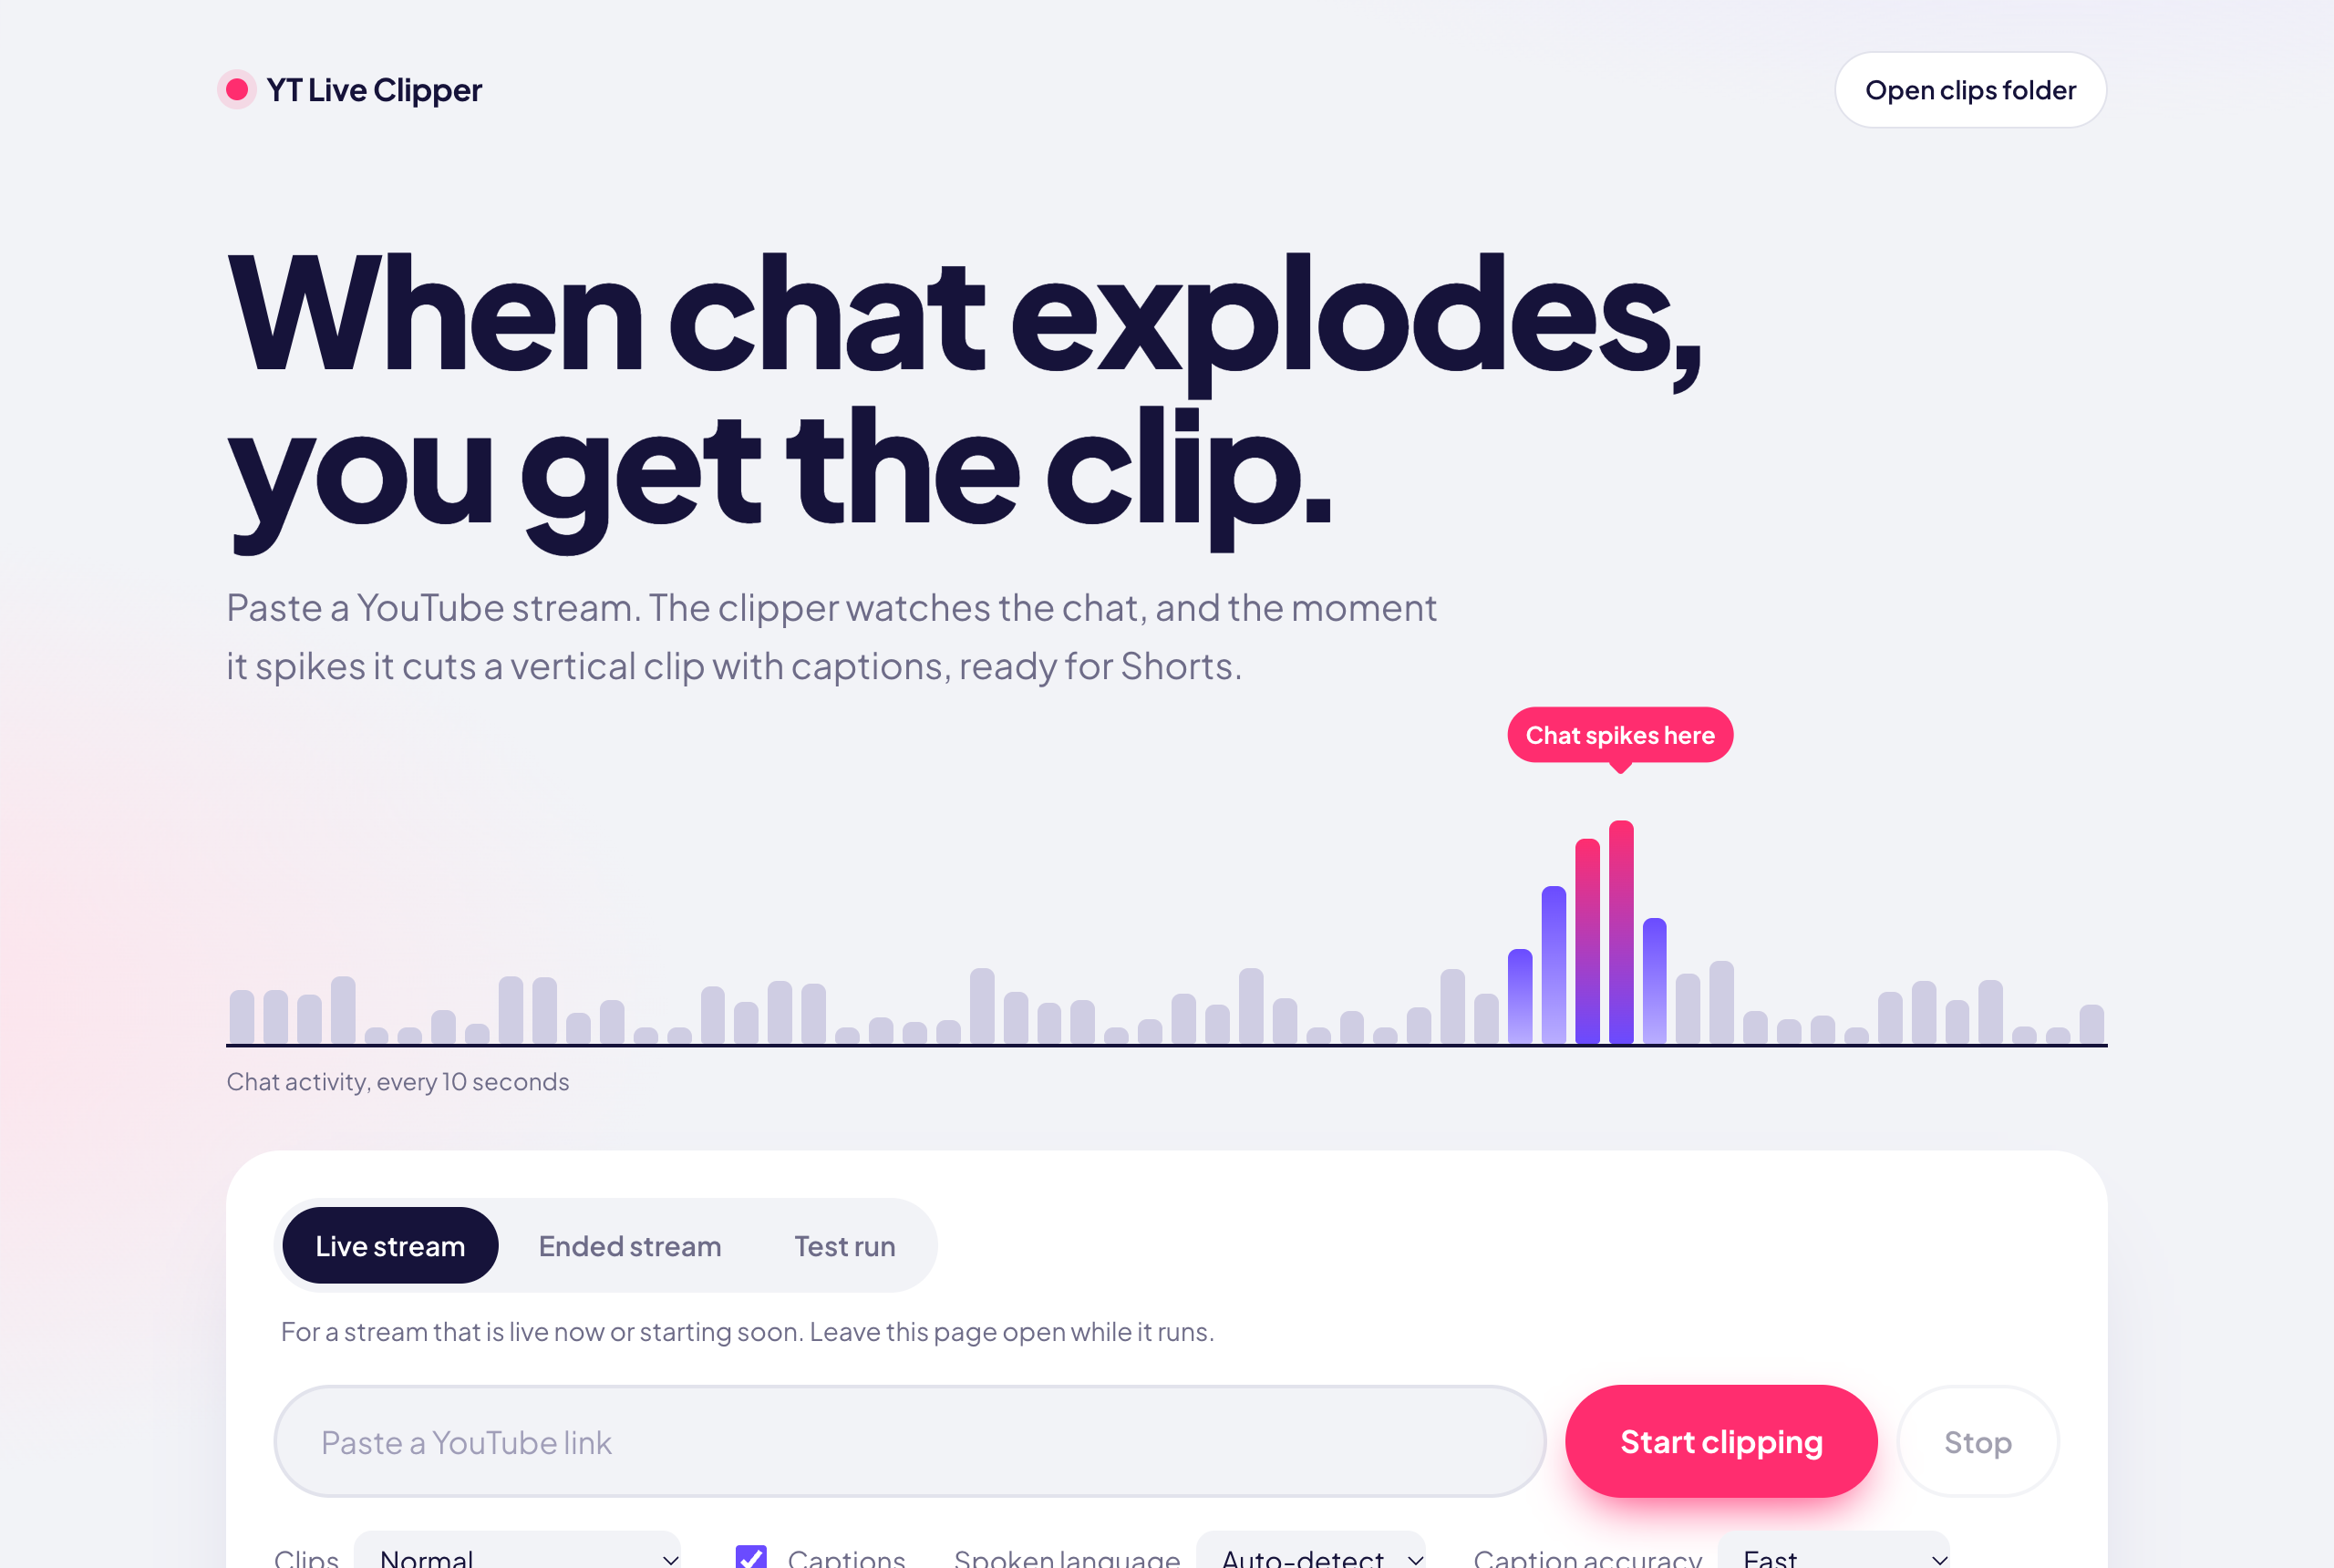 YT Live Clipper
Open clips folder
When chat explodes,
you get the clip.
Paste a YouTube stream. The clipper watches the chat, and the moment
it spikes it cuts a vertical clip with captions, ready for Shorts.
Chat spikes here
Chat activity, every 10 seconds
Live stream
Ended stream
Test run
For a stream that is live now or starting soon. Leave this page open while it runs.
Paste a YouTube link
Start clipping
Stop
Clips
Normal
Captions
Spoken language
Auto-detect
Caption accuracy
Fast